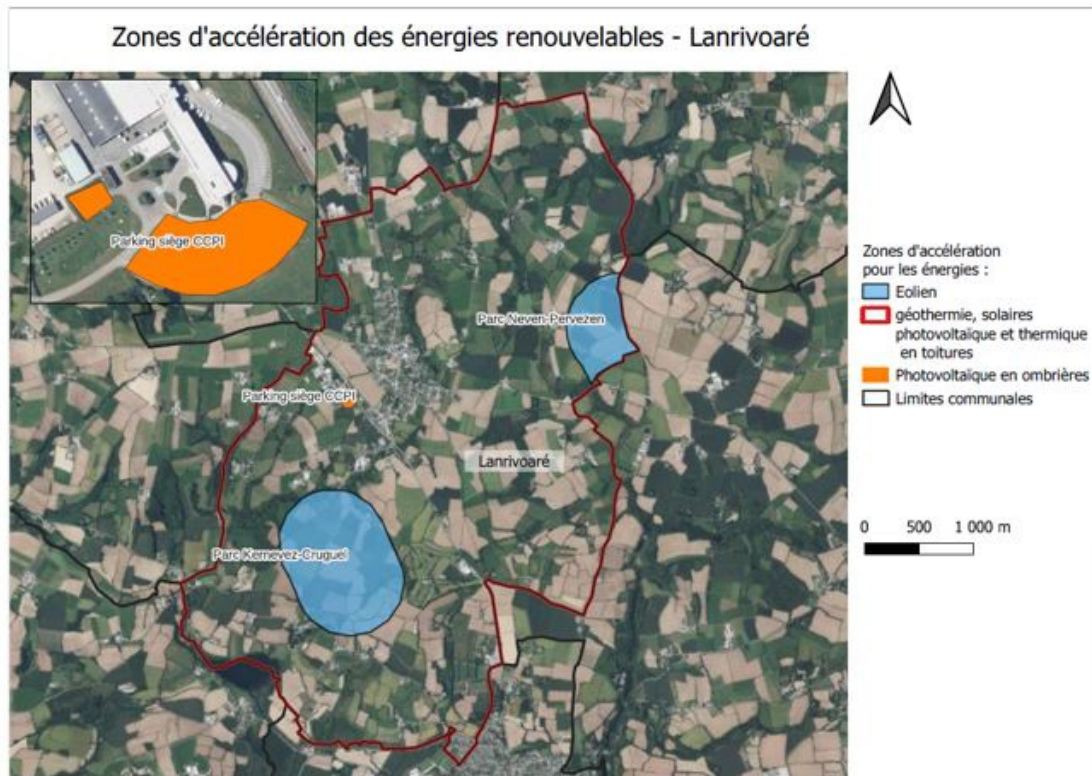 Zones d'accélération des énergies renouvelables - Lanrivoaré
Parking siège CCPI
Parc Neven-Pervezen
Parking siège CCPI
Lanrivoaré
Parc Kernevez-Cruguel
Zones d'accélération
pour les énergies :
Eolien
géothermie, solaires
photovoltaïque et thermique
en toitures
Photovoltaïque en ombrières
Limites communales
0 500 1 000 m